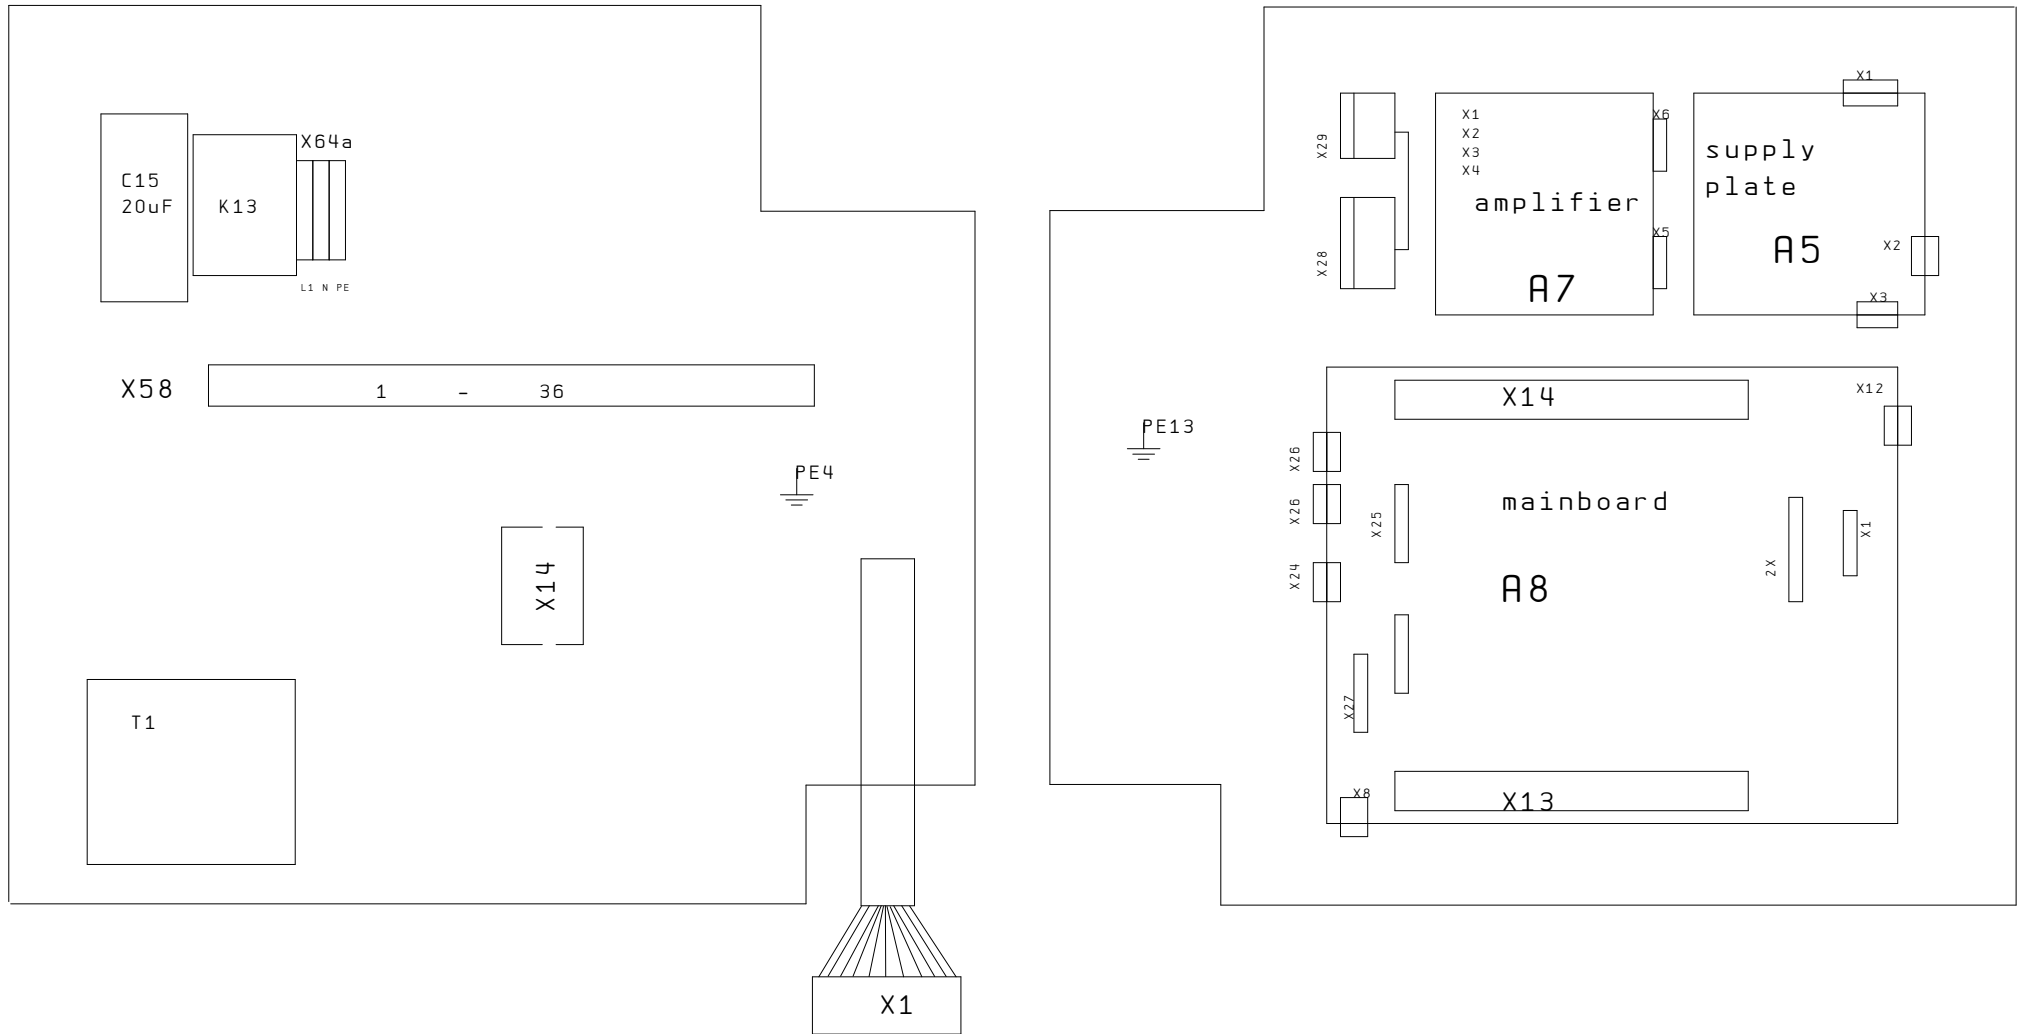 X64a
C15
20uF
K13
L1 N PE
X58
1 - 36
PE4
X14
T1
X1
X29
X28
X1
X2
X3
X4
amplifier
A7
X6
X5
supply
plate
A5
X1
X2
X3
PE13
X14
X12
X26
X26
X25
X24
mainboard
A8
2X
X1
X27
X8
X13